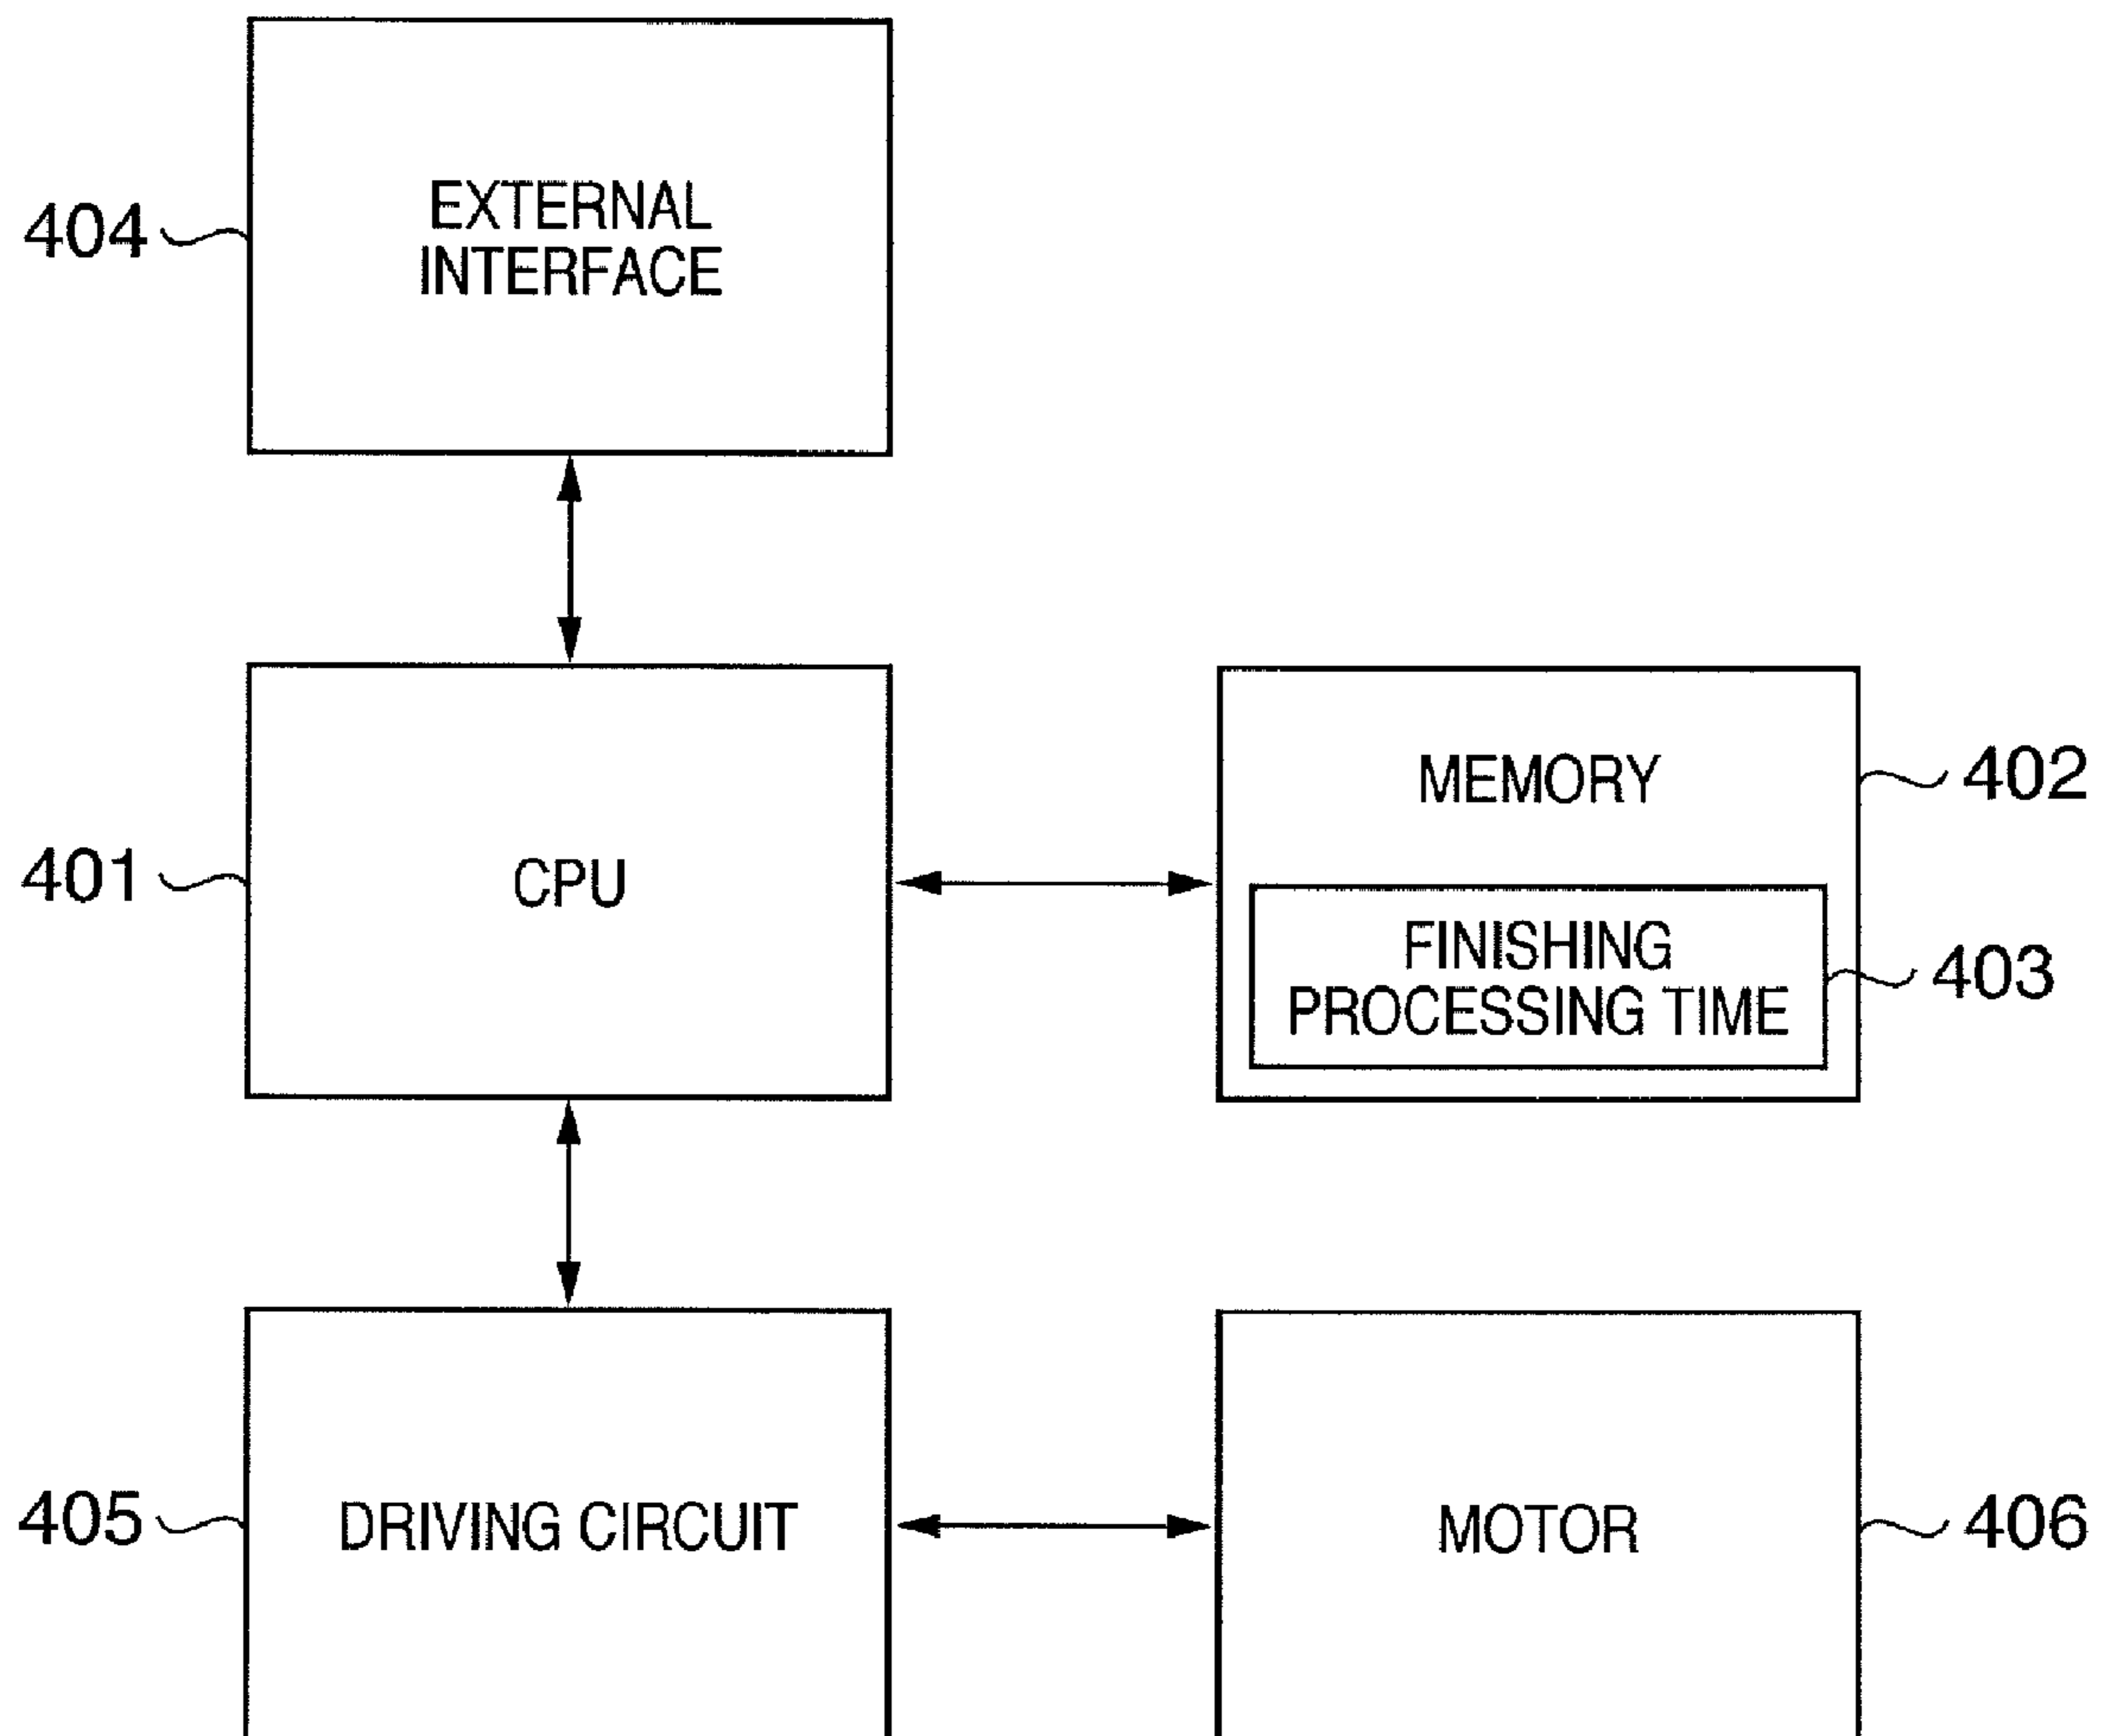 EXTERNAL
INTERFACE
404
CPU
401
MEMORY
402
FINISHING
PROCESSING TIME
403
DRIVING CIRCUIT
405
MOTOR
406